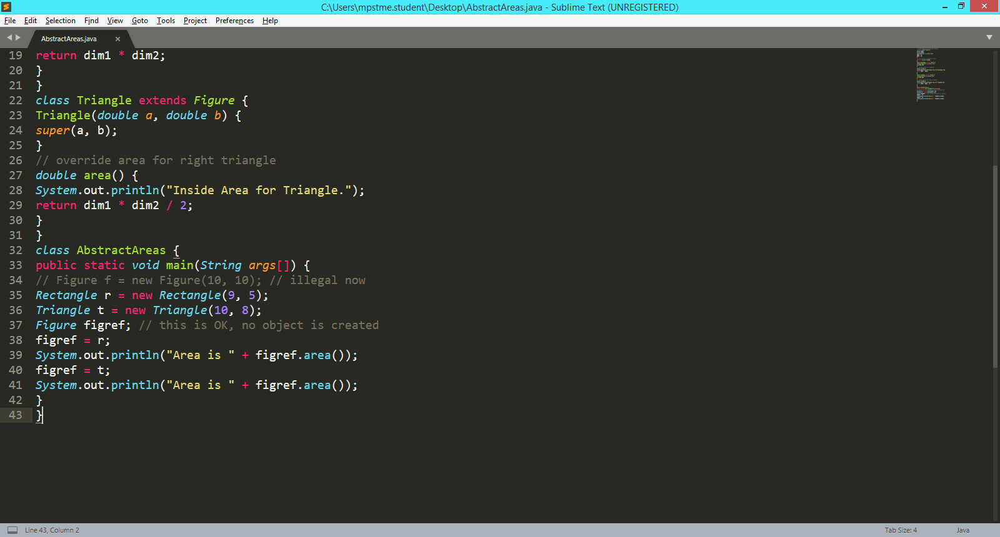 C:\Users\mpstme.student\Desktop\AbstractAreas.java - Sublime Text (UNREGISTERED)
File Edit Selection Find View Goto Tools Project Preferences Help
AbstractAreas.java ×
19 return dim1 * dim2;
20 }
21 }
22 class Triangle extends Figure {
23 Triangle(double a, double b) {
24 super(a, b);
25 }
26 // override area for right triangle
27 double area() {
28 System.out.println("Inside Area for Triangle.");
29 return dim1 * dim2 / 2;
30 }
31 }
32 class AbstractAreas {
33 public static void main(String args[]) {
34 // Figure f = new Figure(10, 10); // illegal now
35 Rectangle r = new Rectangle(9, 5);
36 Triangle t = new Triangle(10, 8);
37 Figure figref; // this is OK, no object is created
38 figref = r;
39 System.out.println("Area is " + figref.area());
40 figref = t;
41 System.out.println("Area is " + figref.area());
42 }
43 }
Line 43, Column 2 Tab Size: 4 Java